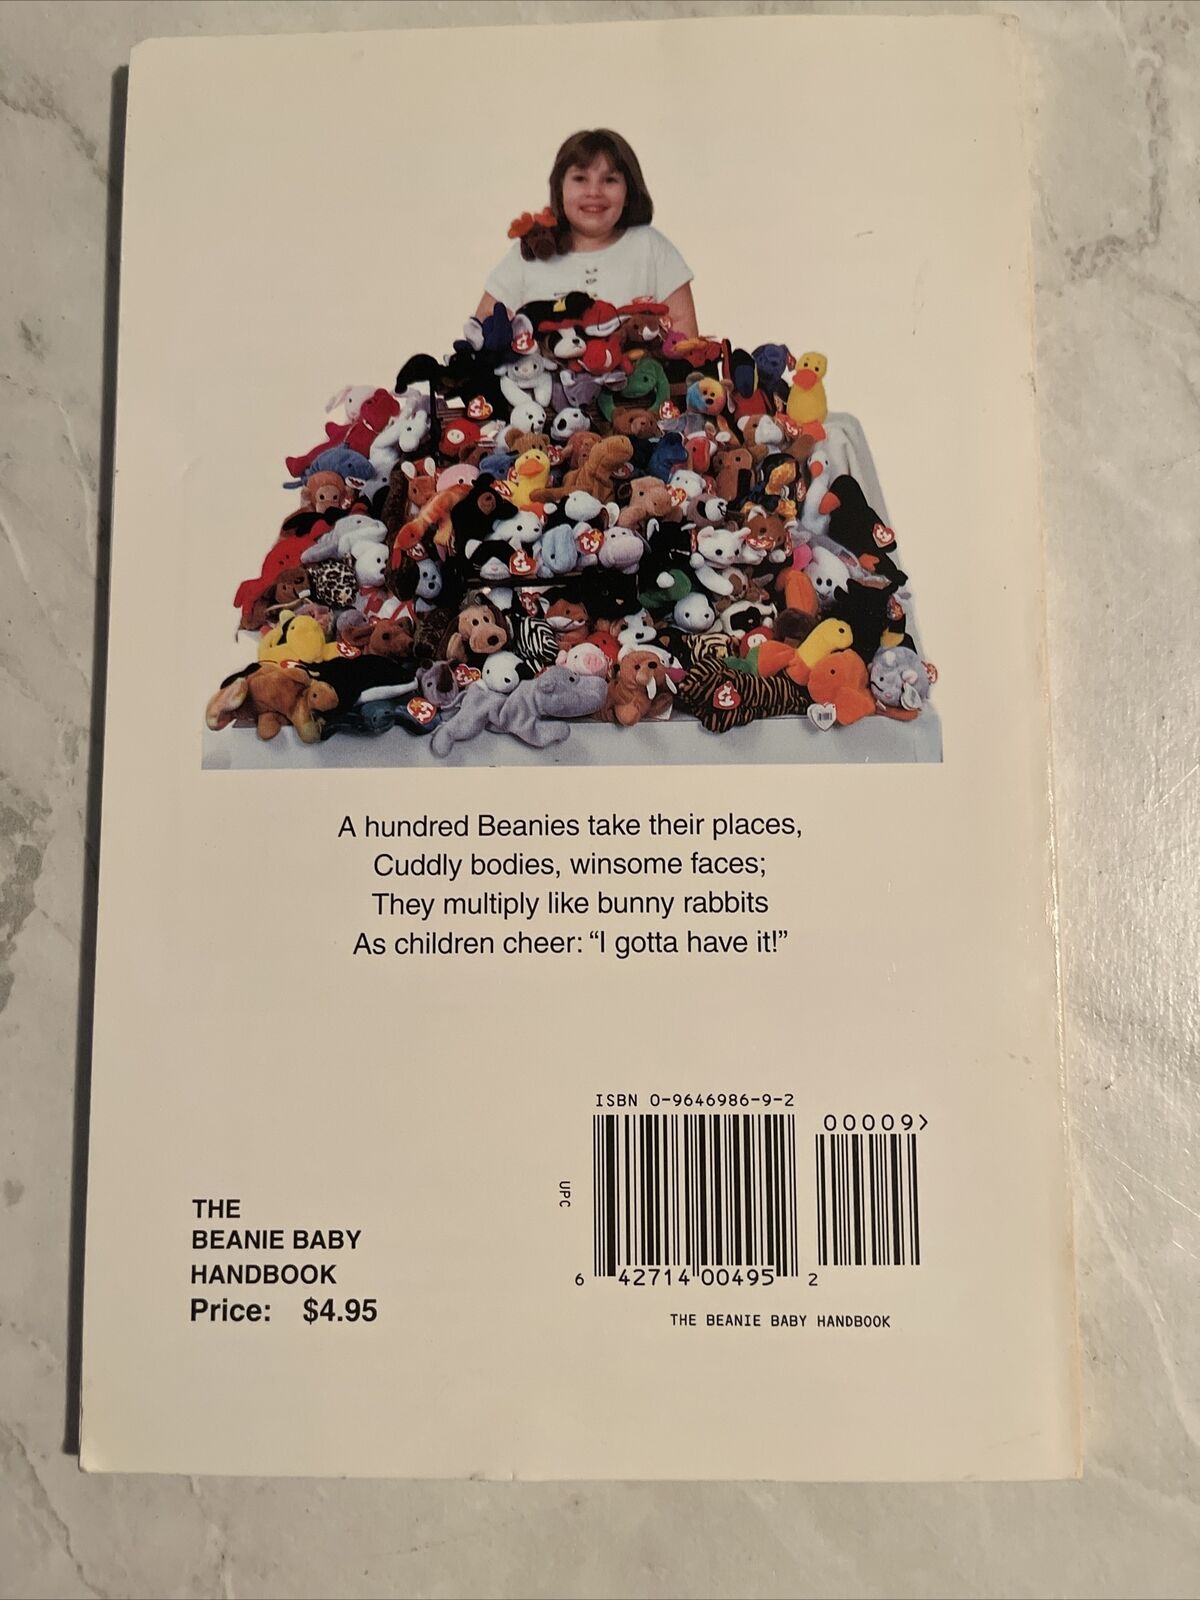 A hundred Beanies take their places,
Cuddly bodies, winsome faces;
They multiply like bunny rabbits
As children cheer: “I gotta have it!”
ISBN 0-9646986-9-2
00009>
UPC
6 42714 00495 2
THE BEANIE BABY HANDBOOK
THE
BEANIE BABY
HANDBOOK
Price: $4.95